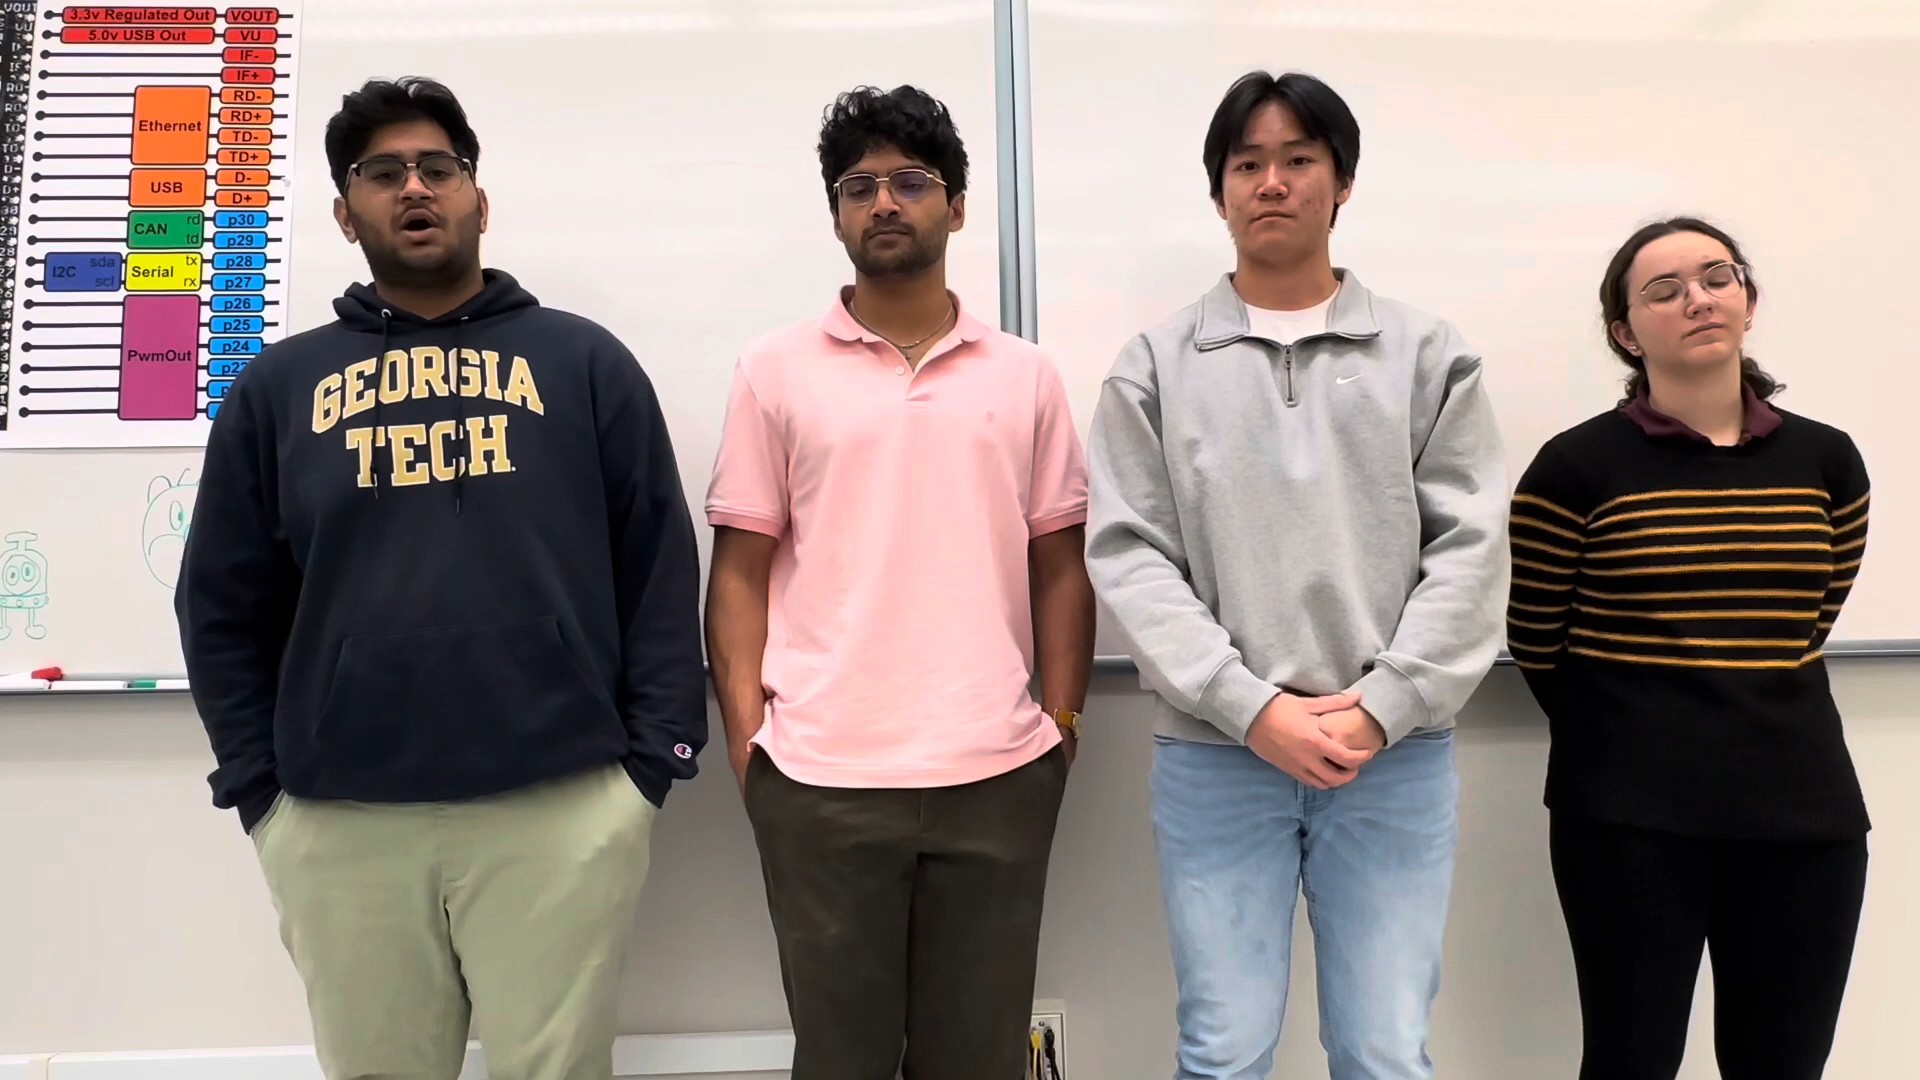 3.3v Regulated Out VOUT
5.0v USB Out VU
IF-
IF+
RD-
Ethernet RD+
TD-
TD+
USB D-
D+
CAN rd p30
td p29
I2C sda Serial tx p28
scl rx p27
p26
p25
PwmOut p24
GEORGIA
TECH